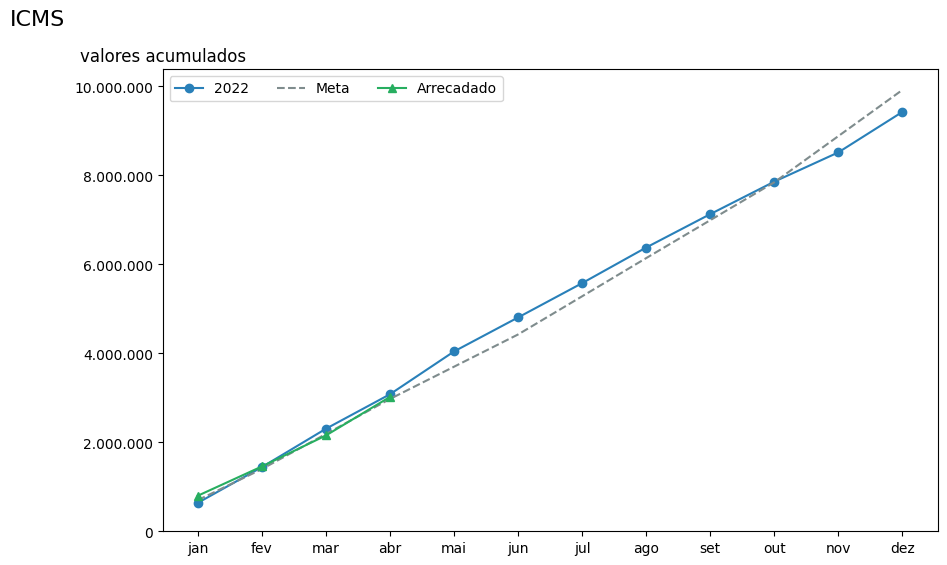 ICMS
valores acumulados
2022 Meta Arrecadado
10.000.000
8.000.000
6.000.000
4.000.000
2.000.000
0
jan fev mar abr mai jun jul ago set out nov dez